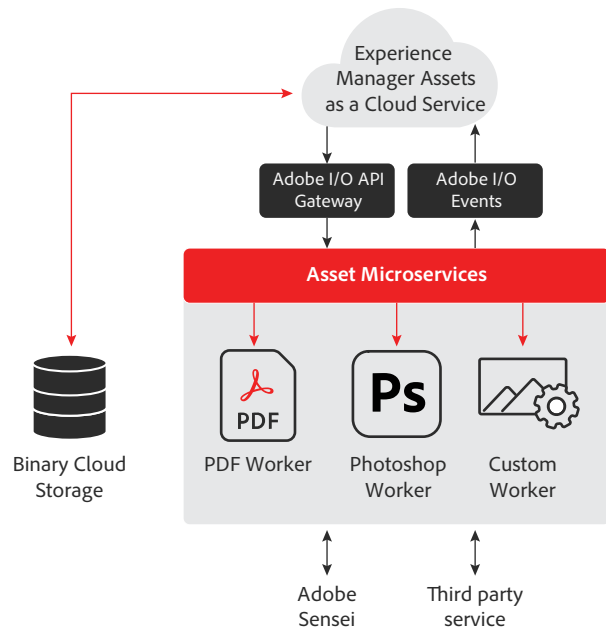 Experience
Manager Assets
as a Cloud Service
Adobe I/O API
Gateway
Adobe I/O
Events
Asset Microservices
PDF
Ps
Binary Cloud
Storage
PDF Worker
Photoshop
Worker
Custom
Worker
Adobe
Sensei
Third party
service